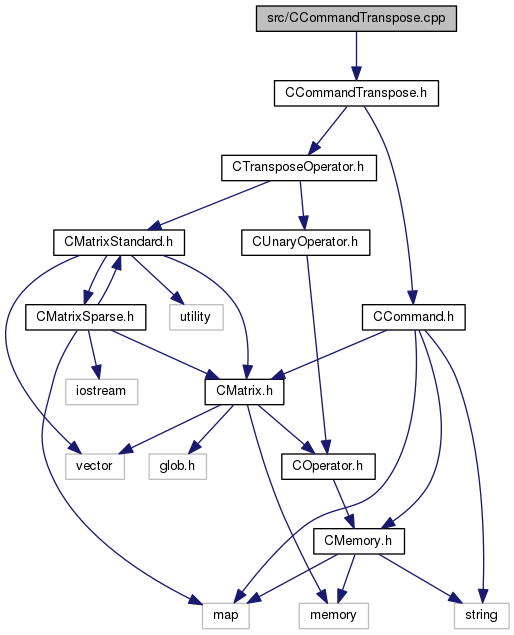 src/CCommandTranspose.cpp
CCommandTranspose.h
CTransposeOperator.h
CMatrixStandard.h
CUnaryOperator.h
CMatrixSparse.h
utility
CCommand.h
iostream
CMatrix.h
vector
glob.h
COperator.h
CMemory.h
map
memory
string